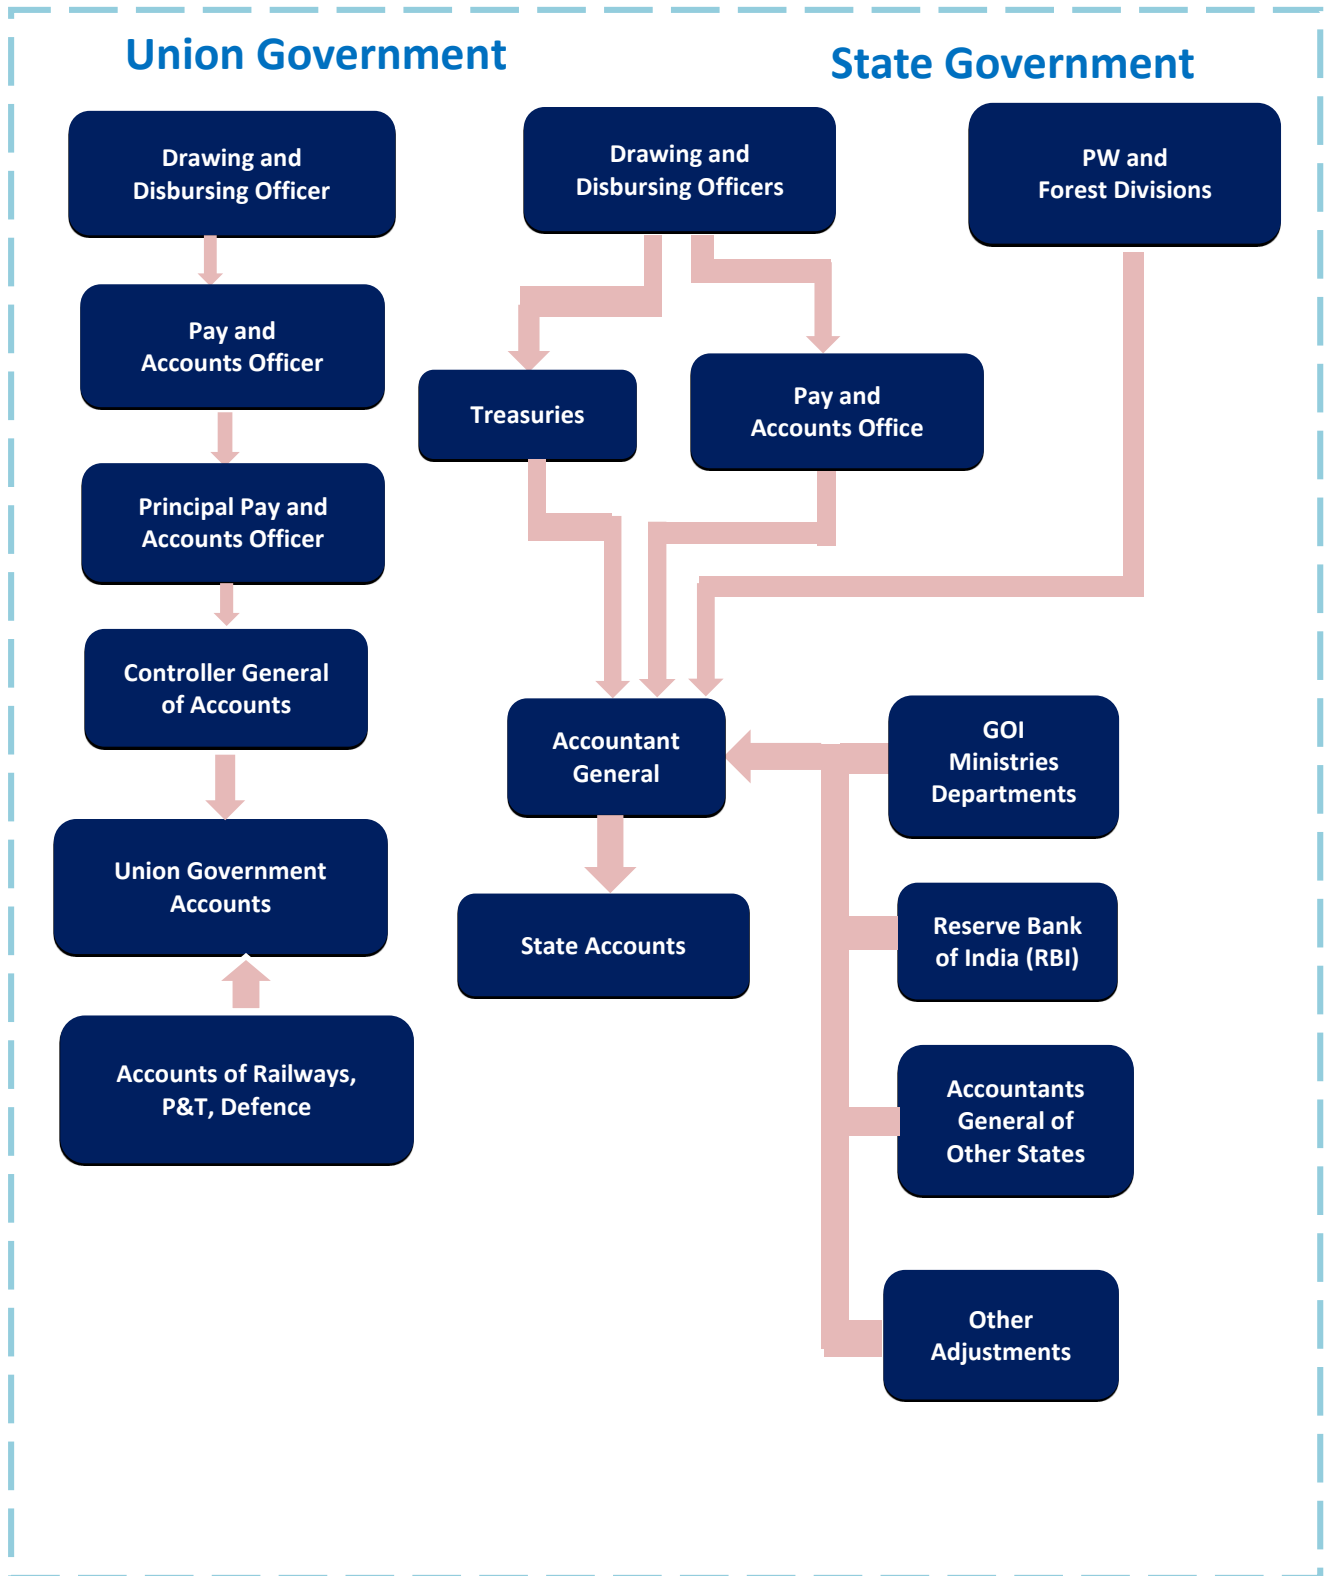 Union Government
State Government
Drawing and
Disbursing Officer
Drawing and
Disbursing Officers
PW and
Forest Divisions
Pay and
Accounts Officer
Treasuries
Pay and
Accounts Office
Principal Pay and
Accounts Officer
Controller General
of Accounts
Accountant
General
GOI
Ministries
Departments
Union Government
Accounts
State Accounts
Reserve Bank
of India (RBI)
Accounts of Railways,
P&T, Defence
Accountants
General of
Other States
Other
Adjustments